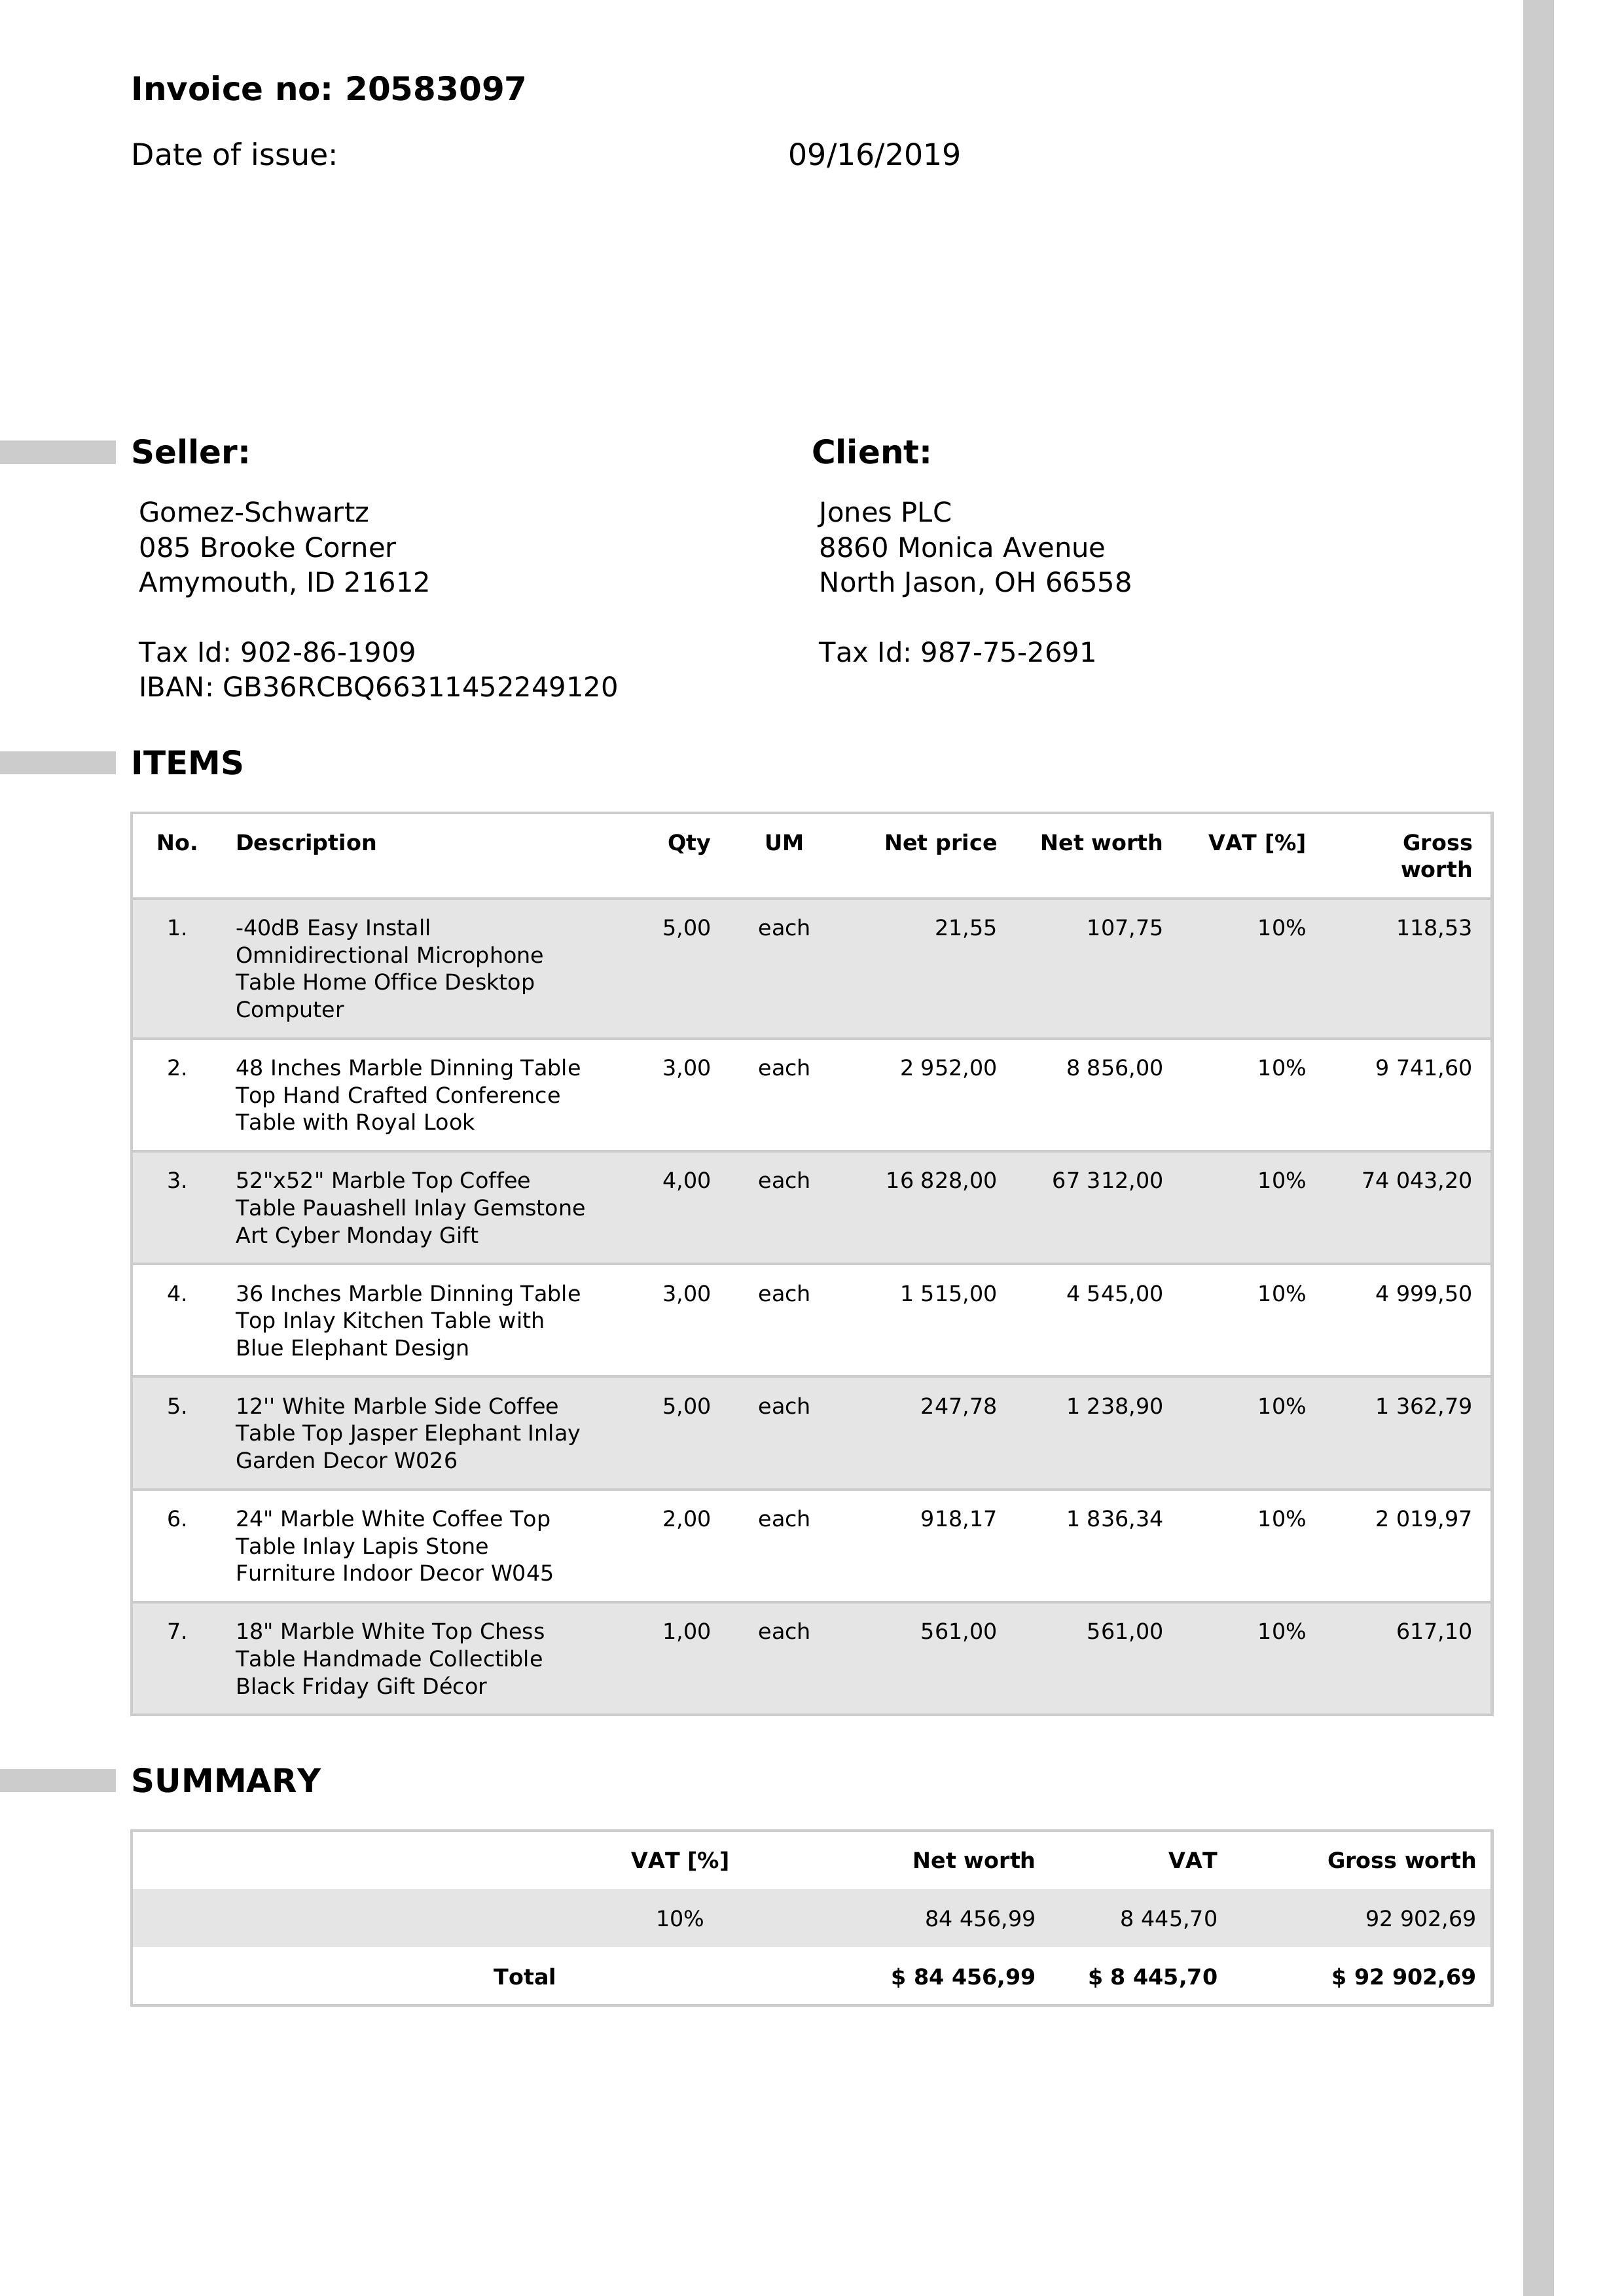 Invoice no: 20583097
Date of issue: 09/16/2019
Seller: Client:
Gomez-Schwartz Jones PLC
085 Brooke Corner 8860 Monica Avenue
Amymouth, ID 21612 North Jason, OH 66558
Tax Id: 902-86-1909 Tax Id: 987-75-2691
IBAN: GB36RCBQ66311452249120
ITEMS
No. Description Qty UM Net price Net worth VAT [%] Gross
worth
1. -40dB Easy Install 5,00 each 21,55 107,75 10% 118,53
Omnidirectional Microphone
Table Home Office Desktop
Computer
2. 48 Inches Marble Dinning Table 3,00 each 2 952,00 8 856,00 10% 9 741,60
Top Hand Crafted Conference
Table with Royal Look
3. 52"x52" Marble Top Coffee 4,00 each 16 828,00 67 312,00 10% 74 043,20
Table Pauashell Inlay Gemstone
Art Cyber Monday Gift
4. 36 Inches Marble Dinning Table 3,00 each 1 515,00 4 545,00 10% 4 999,50
Top Inlay Kitchen Table with
Blue Elephant Design
5. 12'' White Marble Side Coffee 5,00 each 247,78 1 238,90 10% 1 362,79
Table Top Jasper Elephant Inlay
Garden Decor W026
6. 24" Marble White Coffee Top 2,00 each 918,17 1 836,34 10% 2 019,97
Table Inlay Lapis Stone
Furniture Indoor Decor W045
7. 18" Marble White Top Chess 1,00 each 561,00 561,00 10% 617,10
Table Handmade Collectible
Black Friday Gift Décor
SUMMARY
VAT [%] Net worth VAT Gross worth
10% 84 456,99 8 445,70 92 902,69
Total $ 84 456,99 $ 8 445,70 $ 92 902,69